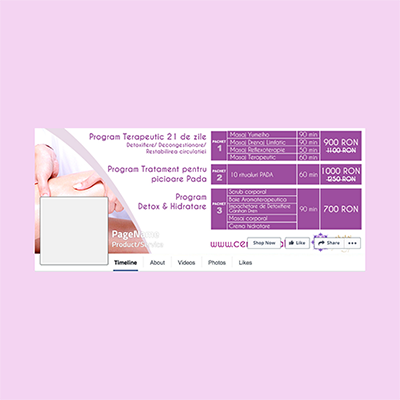 Program Terapeutic 21 de zile
Detoxifiere/ Decongestionare/
Restabilirea circulatiei
Program Tratament pentru
picioare Pada
Program
Detox & Hidratare
PACHET 1
Masaj Yumeiho 90 min
Masaj Drenaj Limfatic 90 min
Masaj Reflexoterapie 50 min
Masaj Terapeutic 60 min
900 RON
1100 RON
PACHET 2
10 ritualuri PADA 60 min
1000 RON
1250 RON
PACHET 3
Scrub corporal
Baie Aromaterapeutica
Impachetare de Detoxifiere
Masaj corporal
Crema hidratare
90 min
700 RON
PageName
Product/Service
www.cen
Shop Now Like Share
Timeline About Videos Photos Likes